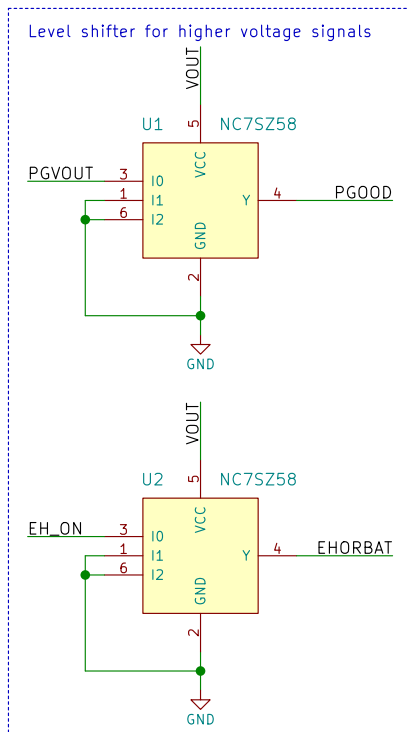 Level shifter for higher voltage signals
VOUT
U1
NC7SZ58
5
VCC
PGVOUT
3
I0
1
I1
6
I2
Y
4
PGOOD
GND
2
GND
VOUT
U2
NC7SZ58
5
VCC
EH_ON
3
I0
1
I1
6
I2
Y
4
EHORBAT
GND
2
GND